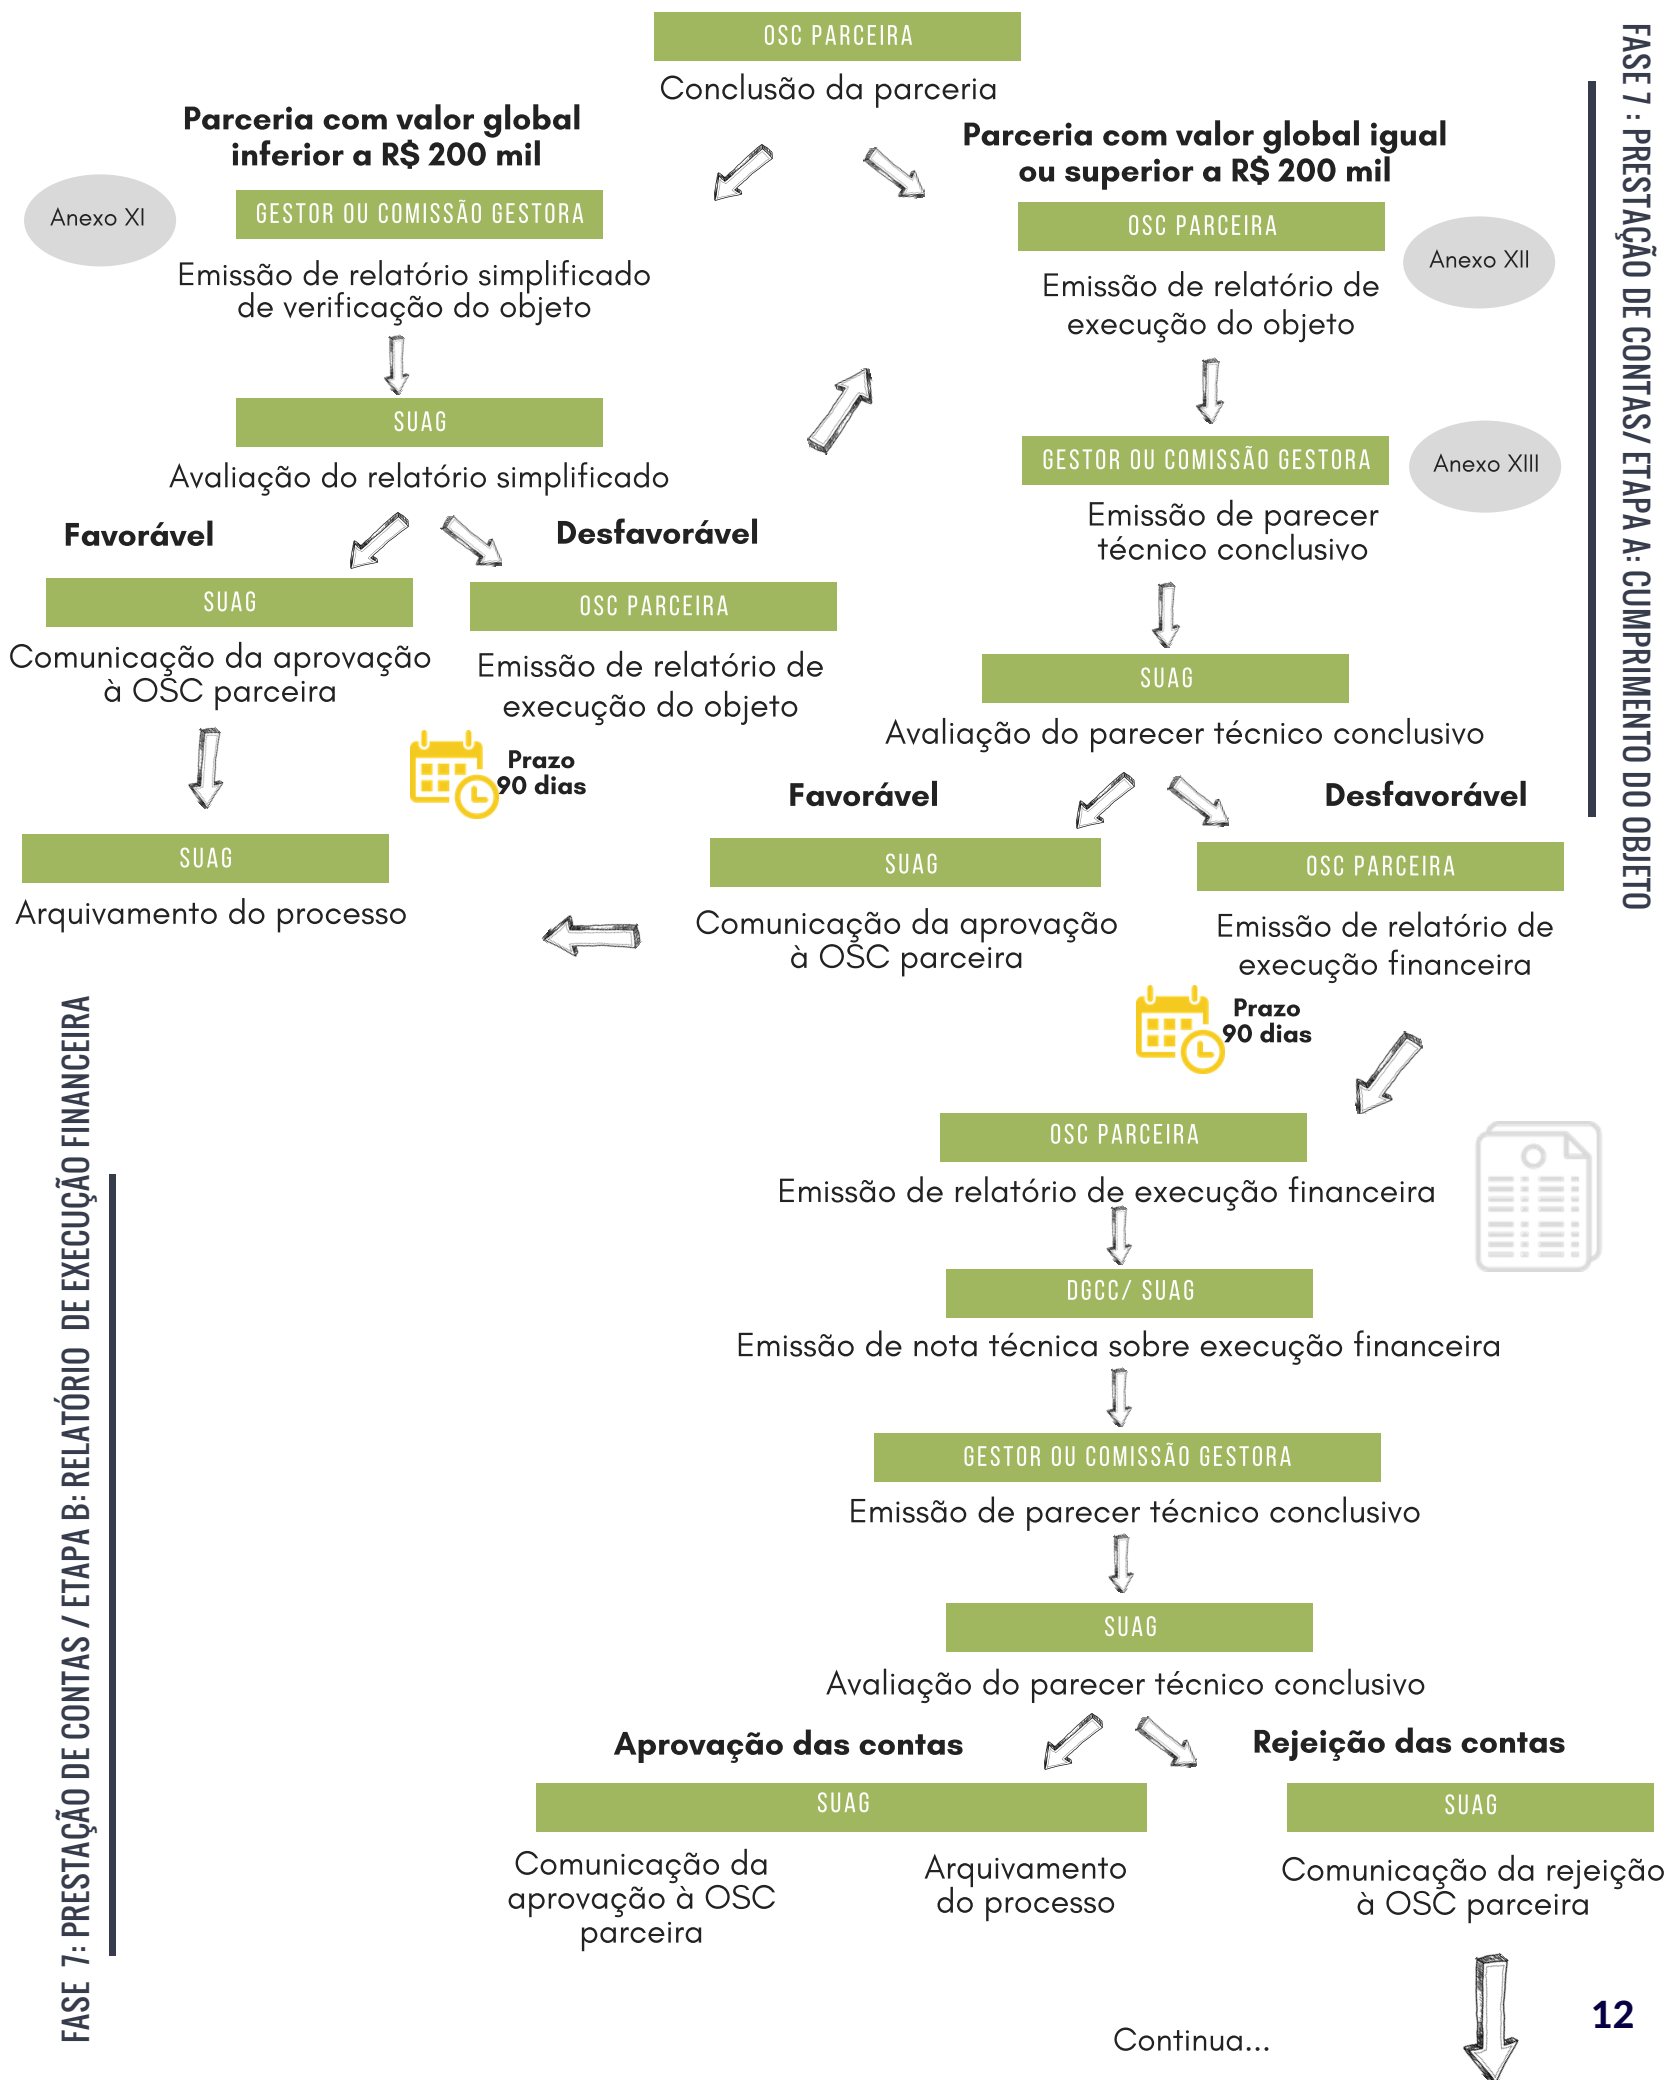 OSC PARCEIRA
Conclusão da parceria
Parceria com valor global
inferior a R$ 200 mil
Anexo XI
GESTOR OU COMISSÃO GESTORA
Emissão de relatório simplificado
de verificação do objeto
SUAG
Avaliação do relatório simplificado
Favorável
SUAG
Comunicação da aprovação
à OSC parceira
SUAG
Arquivamento do processo
Desfavorável
OSC PARCEIRA
Emissão de relatório de
execução do objeto
Prazo
90 dias
Parceria com valor global igual
ou superior a R$ 200 mil
OSC PARCEIRA
Anexo XII
Emissão de relatório de
execução do objeto
GESTOR OU COMISSÃO GESTORA
Anexo XIII
Emissão de parecer
técnico conclusivo
SUAG
Avaliação do parecer técnico conclusivo
Favorável
SUAG
Comunicação da aprovação
à OSC parceira
Desfavorável
OSC PARCEIRA
Emissão de relatório de
execução financeira
Prazo
90 dias
FASE 7 : PRESTAÇÃO DE CONTAS/ ETAPA A: CUMPRIMENTO DO OBJETO
FASE 7: PRESTAÇÃO DE CONTAS / ETAPA B: RELATÓRIO DE EXECUÇÃO FINANCEIRA
OSC PARCEIRA
Emissão de relatório de execução financeira
DGCC/ SUAG
Emissão de nota técnica sobre execução financeira
GESTOR OU COMISSÃO GESTORA
Emissão de parecer técnico conclusivo
SUAG
Avaliação do parecer técnico conclusivo
Aprovação das contas
SUAG
Comunicação da
aprovação à OSC
parceira
Arquivamento
do processo
Rejeição das contas
SUAG
Comunicação da rejeição
à OSC parceira
Continua...
12